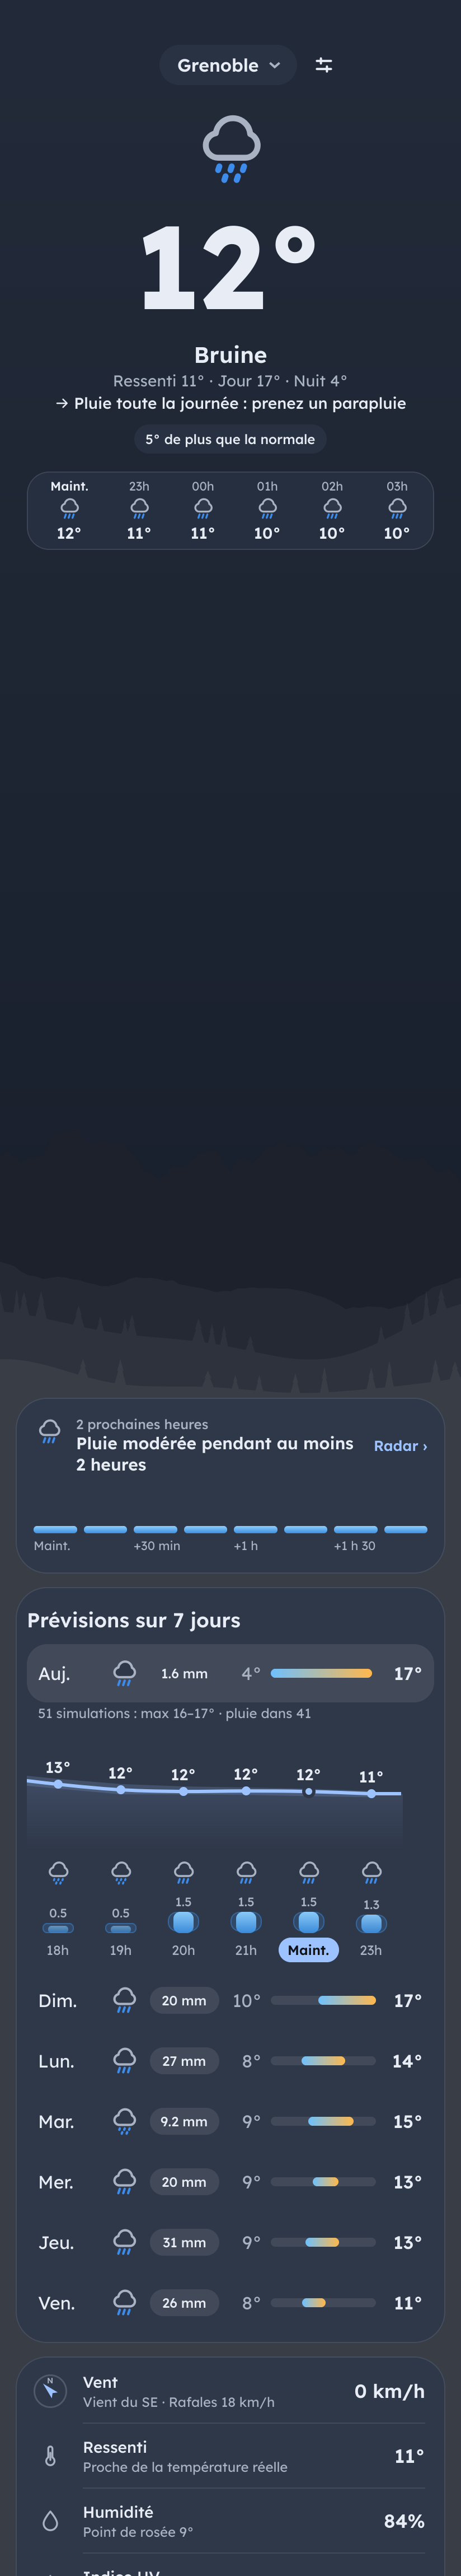 Grenoble
12°
Bruine
Ressenti 11° · Jour 17° · Nuit 4°
→ Pluie toute la journée : prenez un parapluie
5° de plus que la normale
Maint. 23h 00h 01h 02h 03h
12° 11° 11° 10° 10° 10°
2 prochaines heures
Pluie modérée pendant au moins
2 heures
Radar ›
Maint. +30 min +1 h +1 h 30
Prévisions sur 7 jours
Auj. 1.6 mm 4° 17°
51 simulations : max 16–17° · pluie dans 41
13° 12° 12° 12° 12° 11°
0.5 0.5 1.5 1.5 1.5 1.3
18h 19h 20h 21h Maint. 23h
Dim. 20 mm 10° 17°
Lun. 27 mm 8° 14°
Mar. 9.2 mm 9° 15°
Mer. 20 mm 9° 13°
Jeu. 31 mm 9° 13°
Ven. 26 mm 8° 11°
N
Vent
Vient du SE · Rafales 18 km/h
0 km/h
Ressenti
Proche de la température réelle
11°
Humidité
Point de rosée 9°
84%
Indice UV